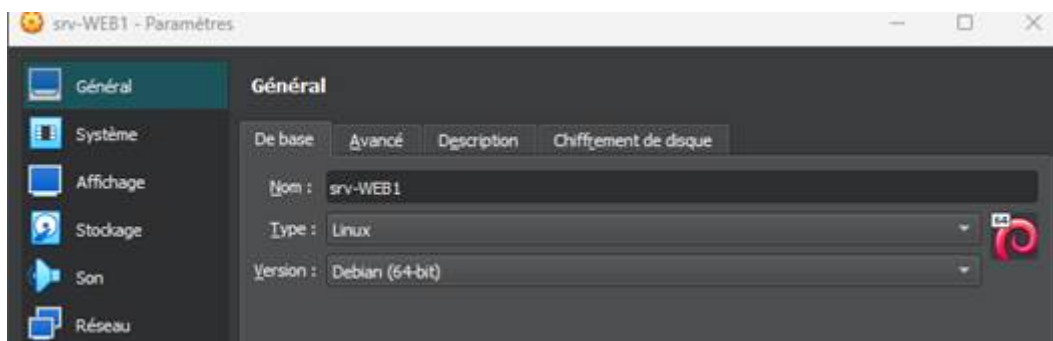 srv-WEB1 - Paramètres
Général
Général
Système
De base Avancé Description Chiffrement de disque
Affichage
Nom : srv-WEB1
Stockage
Type : Linux
64
Son
Version : Debian (64-bit)
Réseau